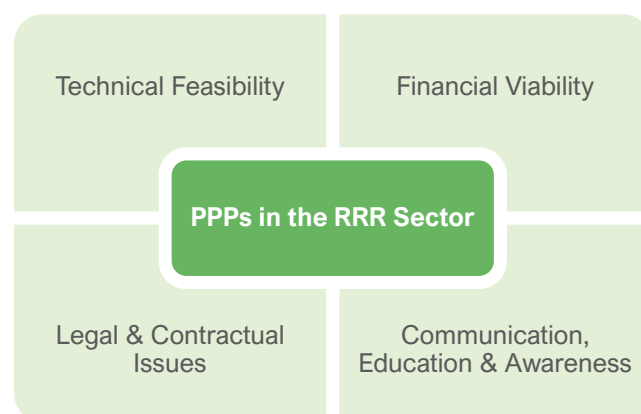 Technical Feasibility
Financial Viability
PPPs in the RRR Sector
Legal & Contractual
Issues
Communication,
Education & Awareness